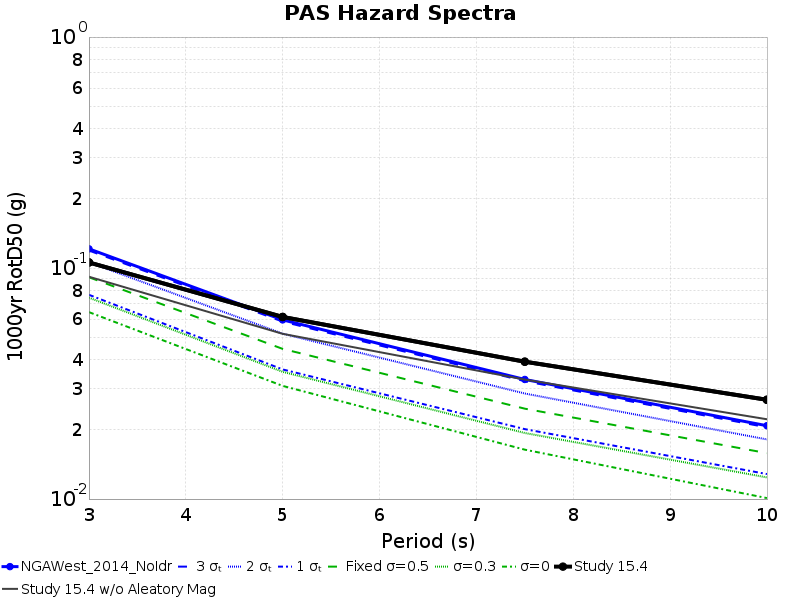 PAS Hazard Spectra
10⁰
8
6
4
3
2
10⁻¹
8
6
4
3
2
10⁻²
1000yr RotD50 (g)
3 4 5 6 7 8 9 10
Period (s)
NGAWest_2014_NoIdr 3 σₜ 2 σₜ 1 σₜ Fixed σ=0.5 σ=0.3 σ=0 Study 15.4
Study 15.4 w/o Aleatory Mag